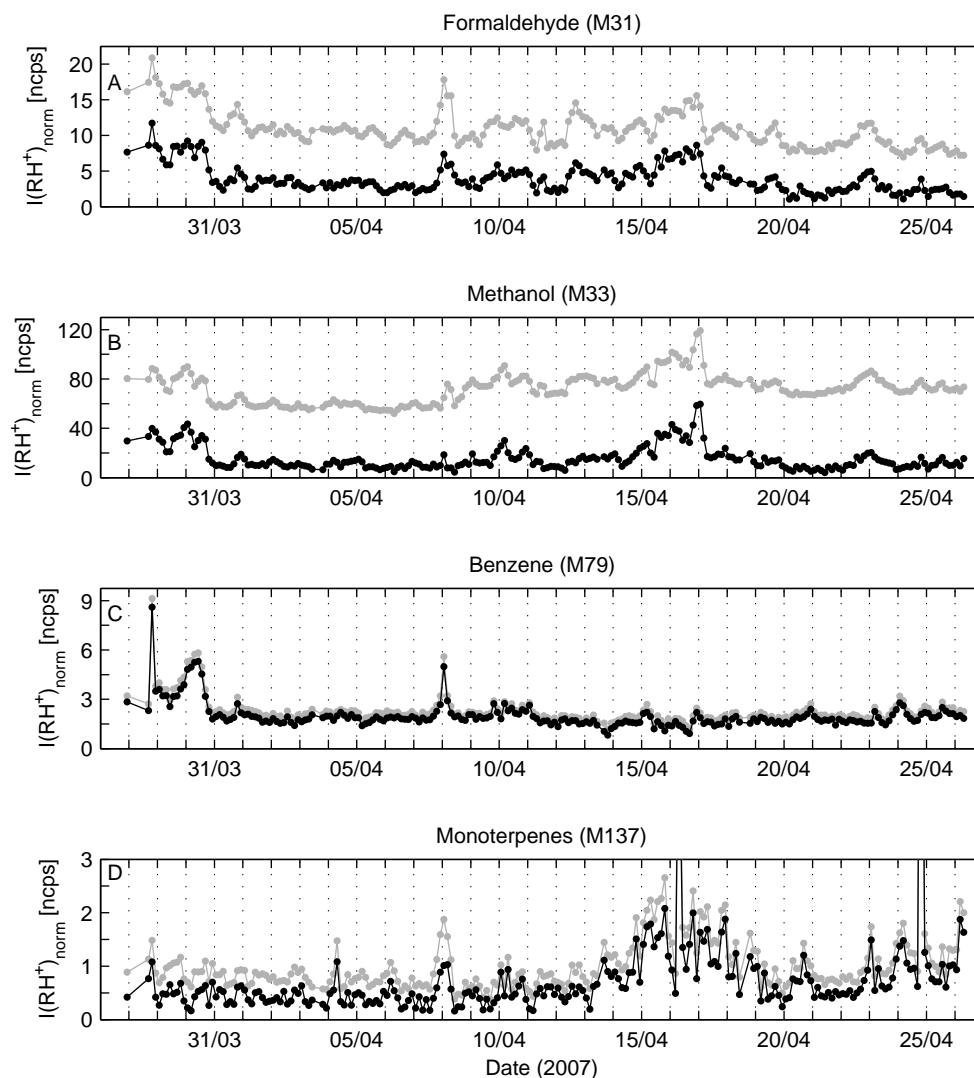 Formaldehyde (M31)
A
I((RH⁺)norm [ncps]
20
15
10
5
0
31/03 05/04 10/04 15/04 20/04 25/04
Methanol (M33)
B
I((RH⁺)norm [ncps]
120
80
40
0
31/03 05/04 10/04 15/04 20/04 25/04
Benzene (M79)
C
I((RH⁺)norm [ncps]
9
6
3
0
31/03 05/04 10/04 15/04 20/04 25/04
Monoterpenes (M137)
D
I((RH⁺)norm [ncps]
3
2
1
0
31/03 05/04 10/04 15/04 20/04 25/04
Date (2007)